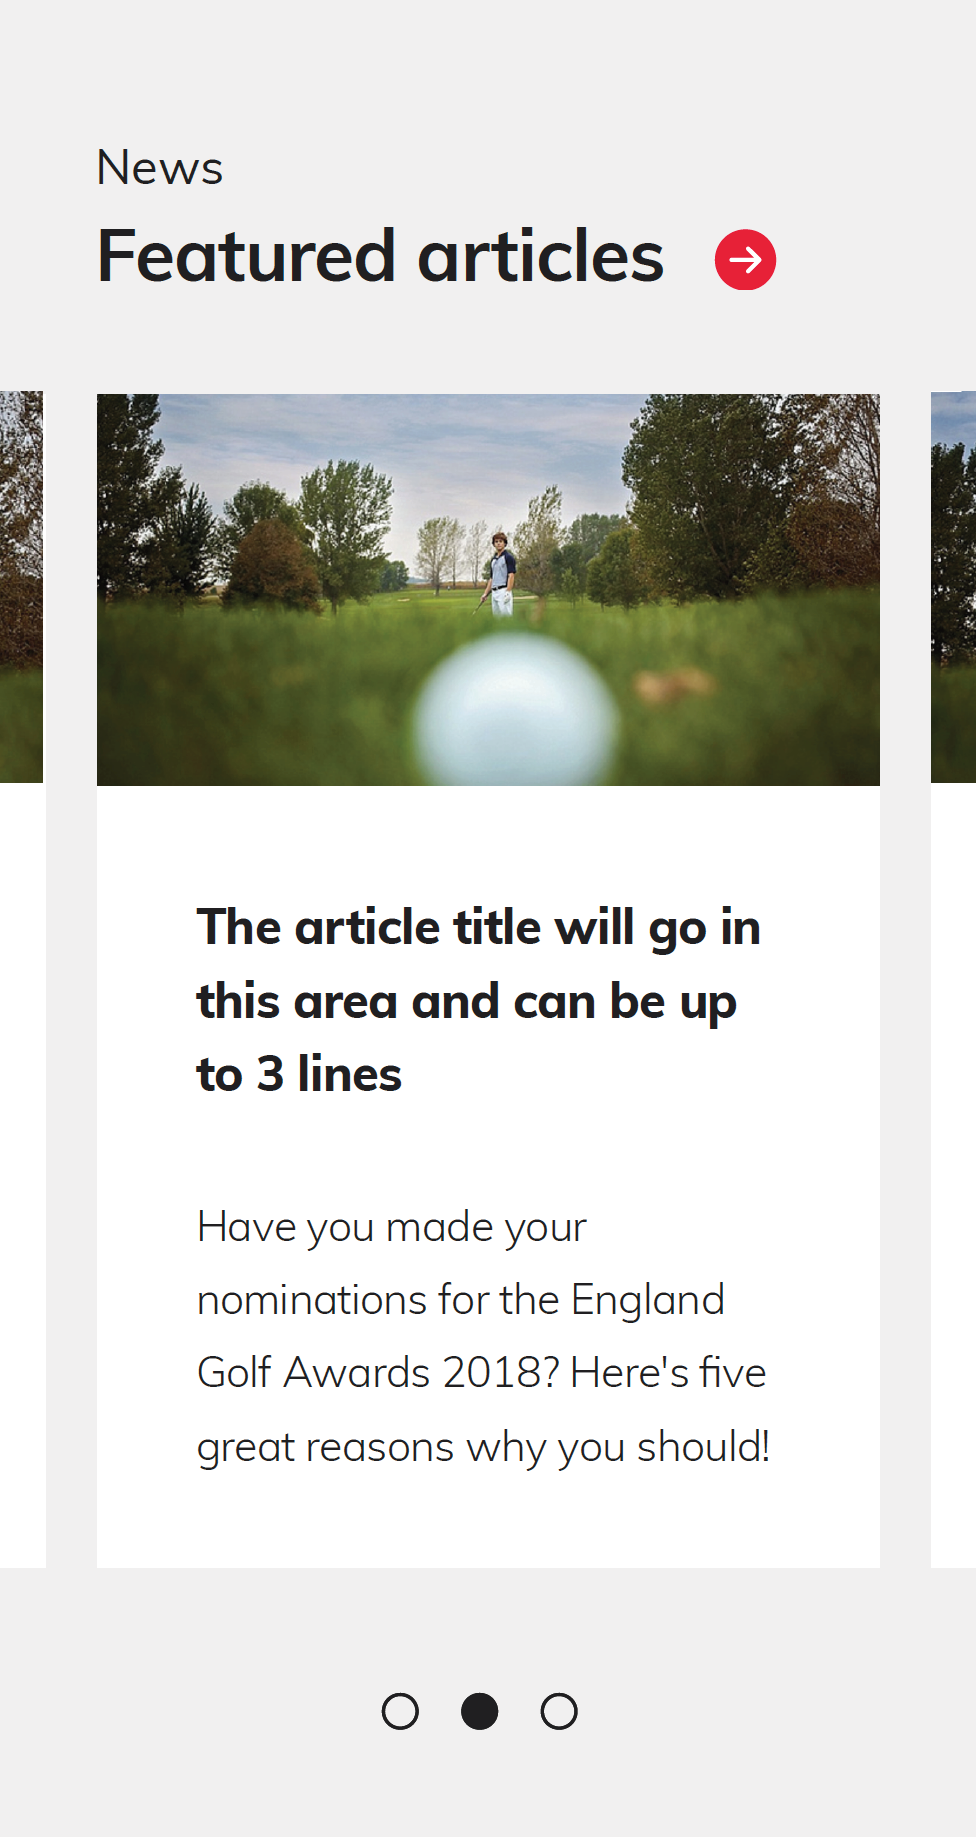 News
Featured articles
The article title will go in
this area and can be up
to 3 lines
Have you made your
nominations for the England
Golf Awards 2018? Here's five
great reasons why you should!